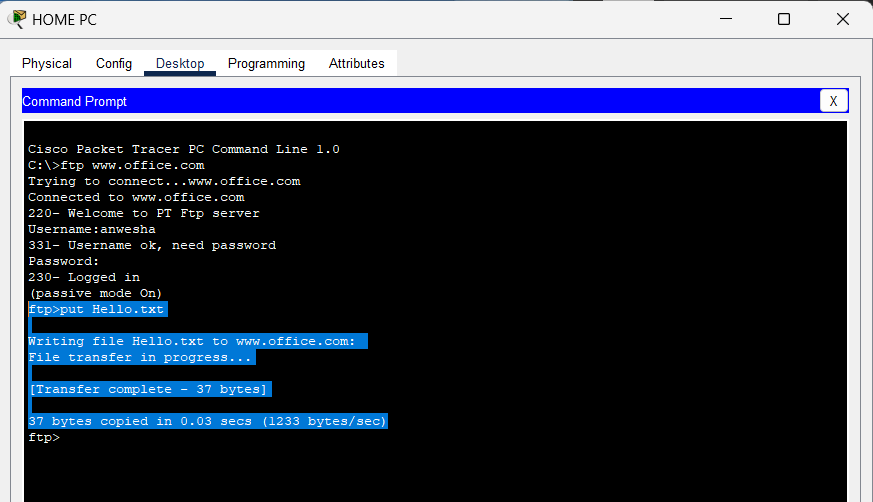 HOME PC
Physical Config Desktop Programming Attributes
Command Prompt X
Cisco Packet Tracer PC Command Line 1.0
C:\>ftp www.office.com
Trying to connect...www.office.com
Connected to www.office.com
220- Welcome to PT Ftp server
Username:anwesha
331- Username ok, need password
Password:
230- Logged in
(passive mode On)
ftp>put Hello.txt
Writing file Hello.txt to www.office.com:
File transfer in progress...
[Transfer complete - 37 bytes]
37 bytes copied in 0.03 secs (1233 bytes/sec)
ftp>